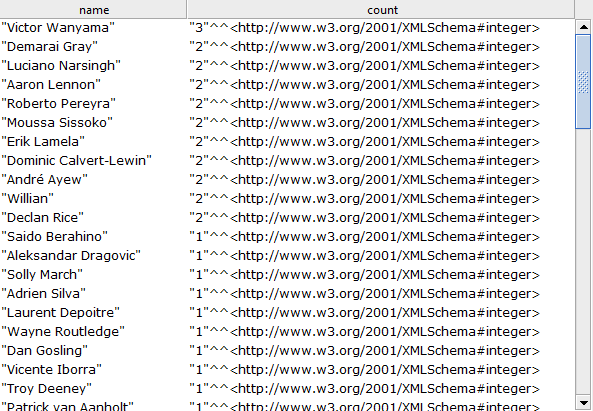 name count
"Victor Wanyama" "3"^^<http://www.w3.org/2001/XMLSchema#integer>
"Demarai Gray" "2"^^<http://www.w3.org/2001/XMLSchema#integer>
"Luciano Narsingh" "2"^^<http://www.w3.org/2001/XMLSchema#integer>
"Aaron Lennon" "2"^^<http://www.w3.org/2001/XMLSchema#integer>
"Roberto Pereyra" "2"^^<http://www.w3.org/2001/XMLSchema#integer>
"Moussa Sissoko" "2"^^<http://www.w3.org/2001/XMLSchema#integer>
"Erik Lamela" "2"^^<http://www.w3.org/2001/XMLSchema#integer>
"Dominic Calvert-Lewin" "2"^^<http://www.w3.org/2001/XMLSchema#integer>
"André Ayew" "2"^^<http://www.w3.org/2001/XMLSchema#integer>
"Willian" "2"^^<http://www.w3.org/2001/XMLSchema#integer>
"Declan Rice" "2"^^<http://www.w3.org/2001/XMLSchema#integer>
"Saido Berahino" "1"^^<http://www.w3.org/2001/XMLSchema#integer>
"Aleksandar Dragovic" "1"^^<http://www.w3.org/2001/XMLSchema#integer>
"Solly March" "1"^^<http://www.w3.org/2001/XMLSchema#integer>
"Adrien Silva" "1"^^<http://www.w3.org/2001/XMLSchema#integer>
"Laurent Depoitre" "1"^^<http://www.w3.org/2001/XMLSchema#integer>
"Wayne Routledge" "1"^^<http://www.w3.org/2001/XMLSchema#integer>
"Dan Gosling" "1"^^<http://www.w3.org/2001/XMLSchema#integer>
"Vicente Iborra" "1"^^<http://www.w3.org/2001/XMLSchema#integer>
"Troy Deeney" "1"^^<http://www.w3.org/2001/XMLSchema#integer>
"Patrick van Aanholt" "1"^^<http://www.w3.org/2001/XMLSchema#integer>